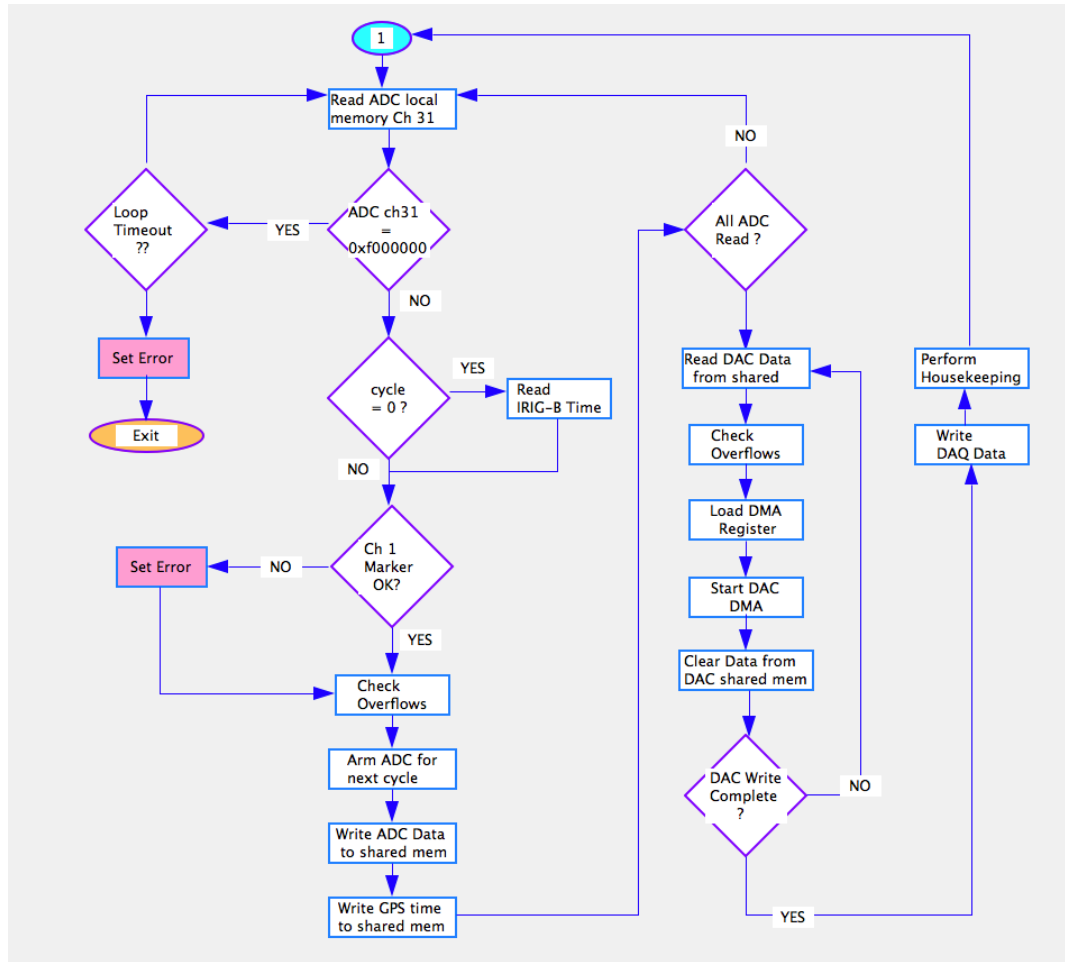 1
Read ADC local
memory Ch 31
NO
Loop
Timeout
??
YES
ADC ch31
=
0xf000000
All ADC
Read ?
NO
Set Error
Exit
cycle
= 0 ?
YES
Read
IRIG-B Time
NO
Read DAC Data
from shared
Perform
Housekeeping
Check
Overflows
Write
DAQ Data
Load DMA
Register
Set Error
NO
Ch 1
Marker
OK?
YES
Start DAC
DMA
Clear Data from
DAC shared mem
Check
Overflows
Arm ADC for
next cycle
DAC Write
Complete
?
NO
Write ADC Data
to shared mem
Write GPS time
to shared mem
YES